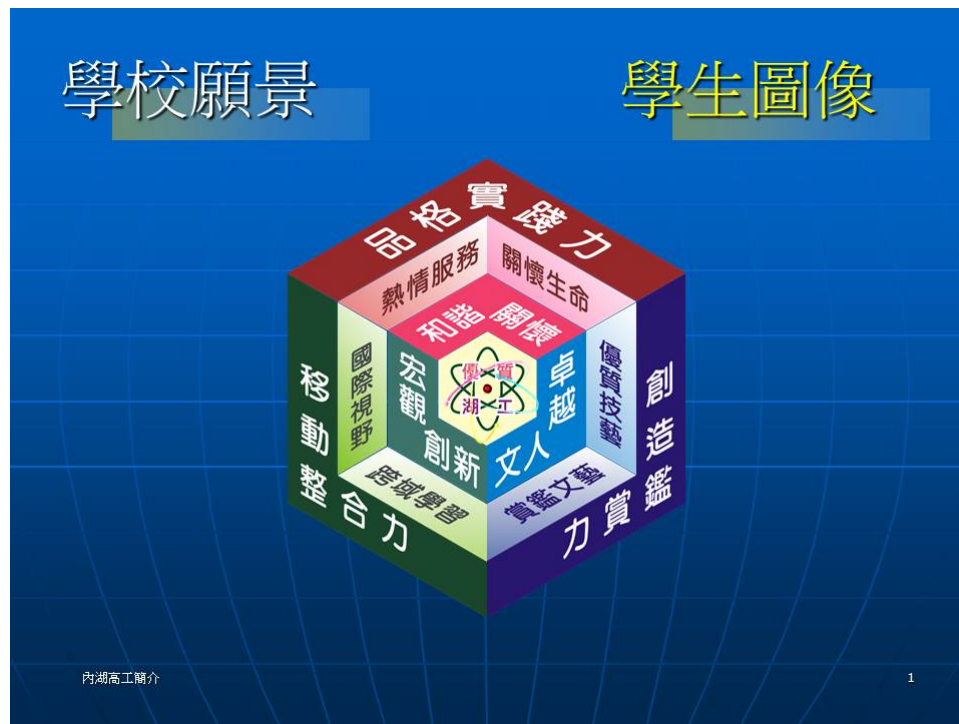 學校願景
學生圖像
品格實踐力
熱情服務
關懷生命
和諧
關懷
移動整合力
國際視野
宏觀
創新
優質
湖工
卓越
人文
優質技藝
創造鑑賞力
跨域學習
賞鑑文藝
內湖高工簡介
1